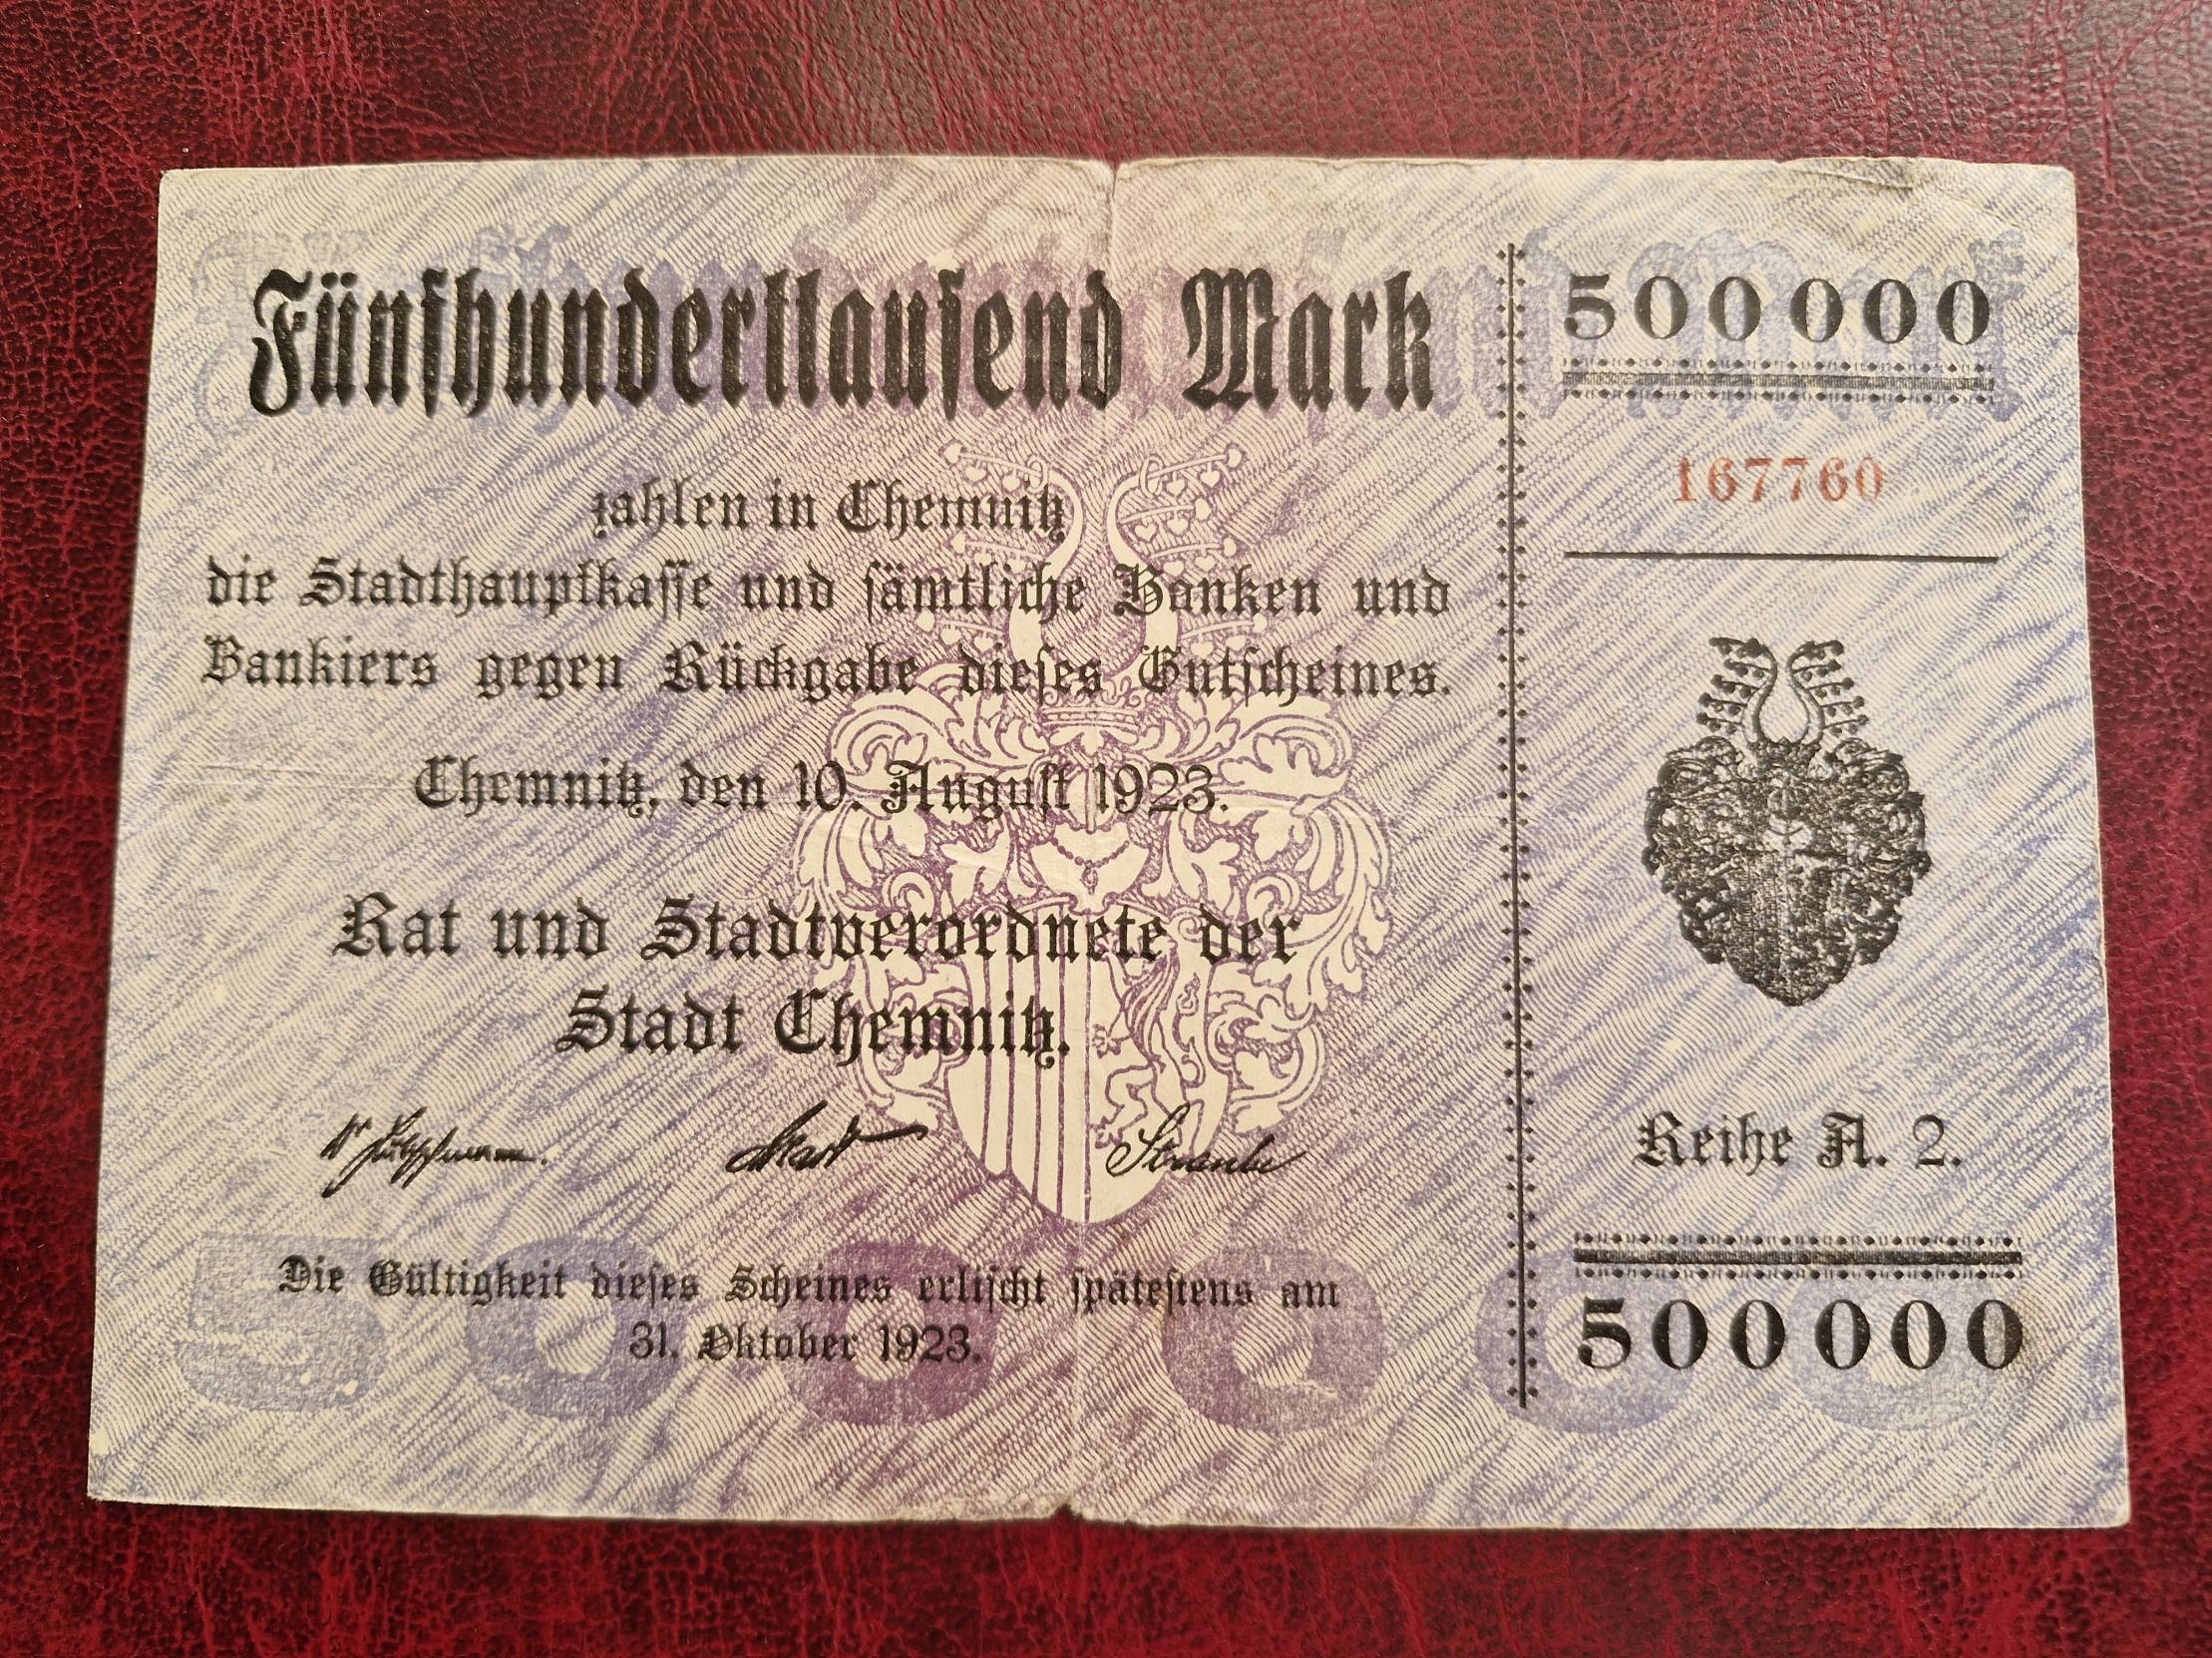 Fünfhunderttausend Mark
zahlen in Chemnitz
die Stadthauptkasse und sämtliche Banken und
Bankiers gegen Rückgabe dieses Gutscheines.
Chemnitz, den 10. August 1923.
Rat und Stadtverordnete der
Stadt Chemnitz.
Die Gültigkeit dieses Scheines erlischt spätestens am
31. Oktober 1923.
500000
500000
167760
Reihe A. 2.
500000